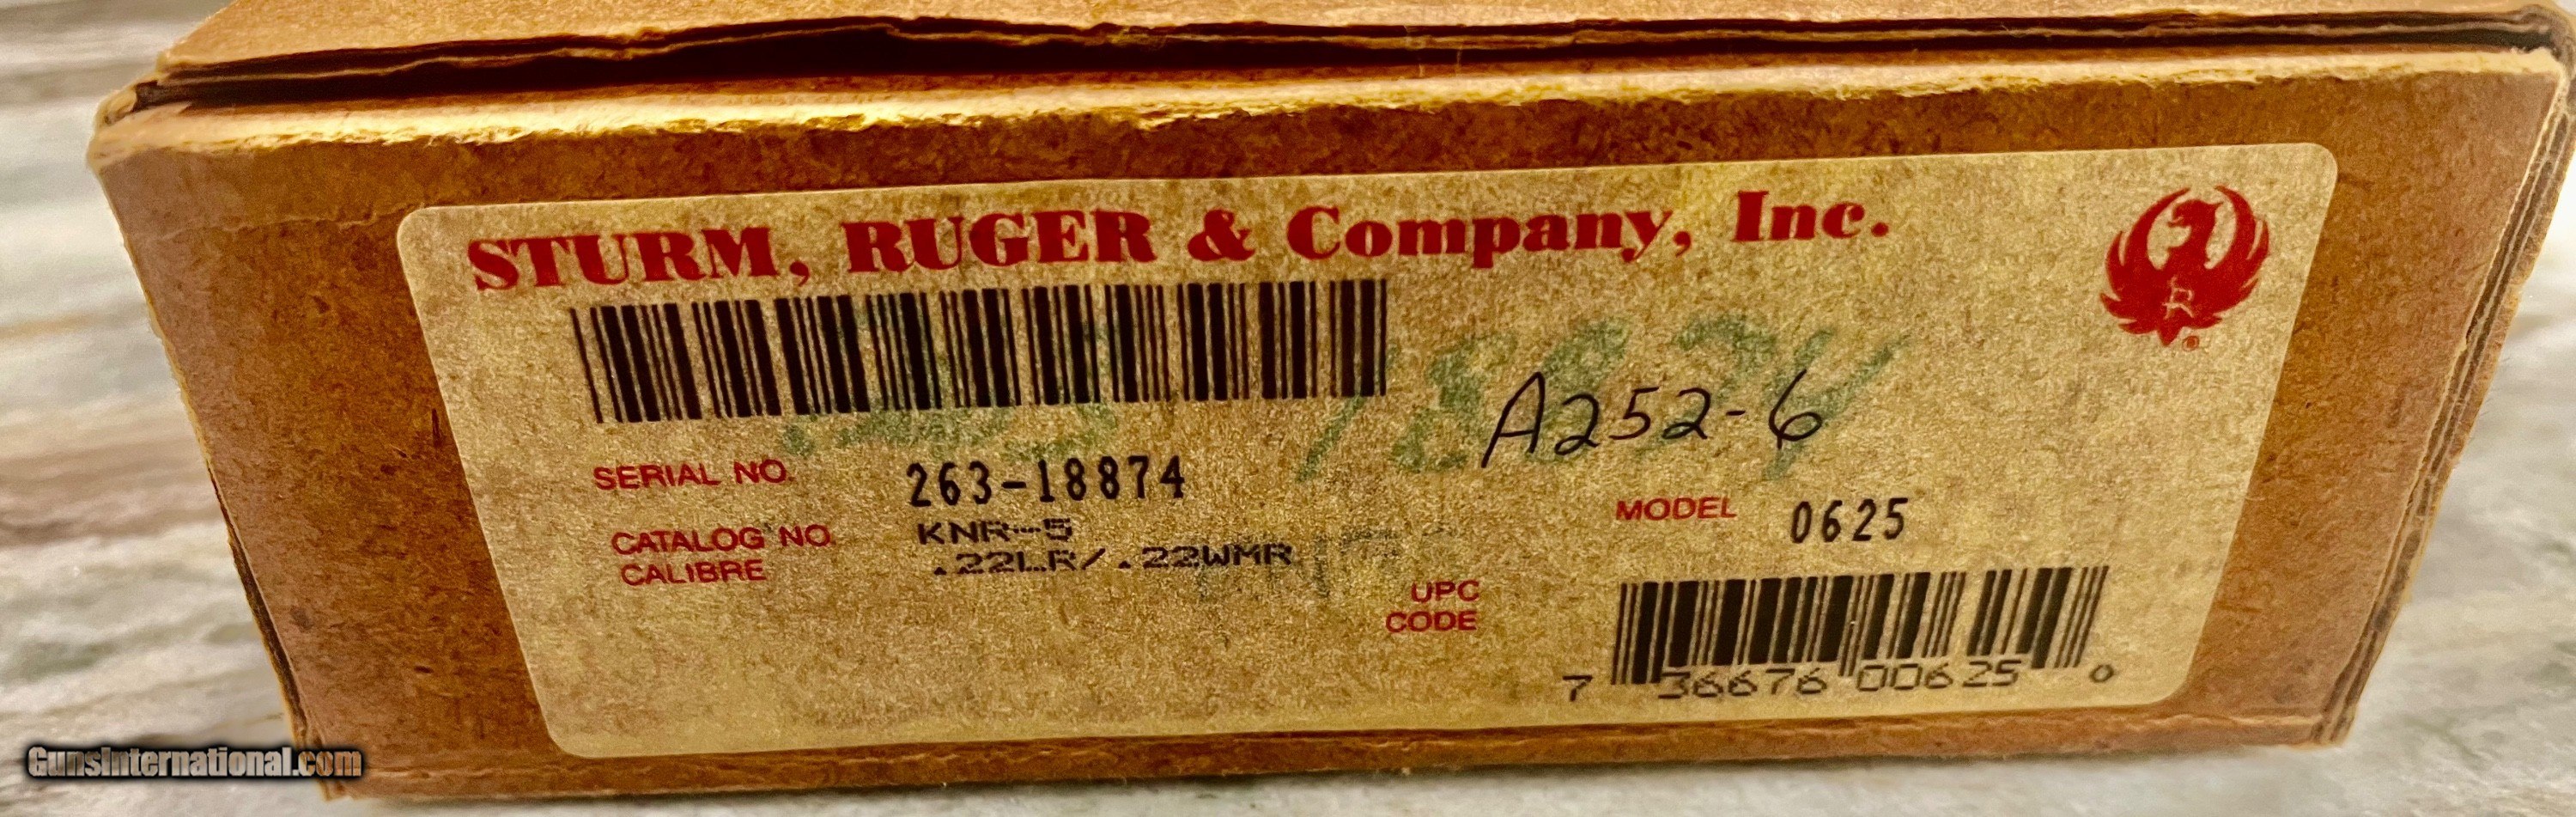 STURM, RUGER & Company, Inc.
R
A252-6
SERIAL NO. 263-18874
MODEL 0625
CATALOG NO. KNR-5
CALIBRE .22LR/.22WMR
UPC
CODE
7 36676 00625 0
GunsInternational.com